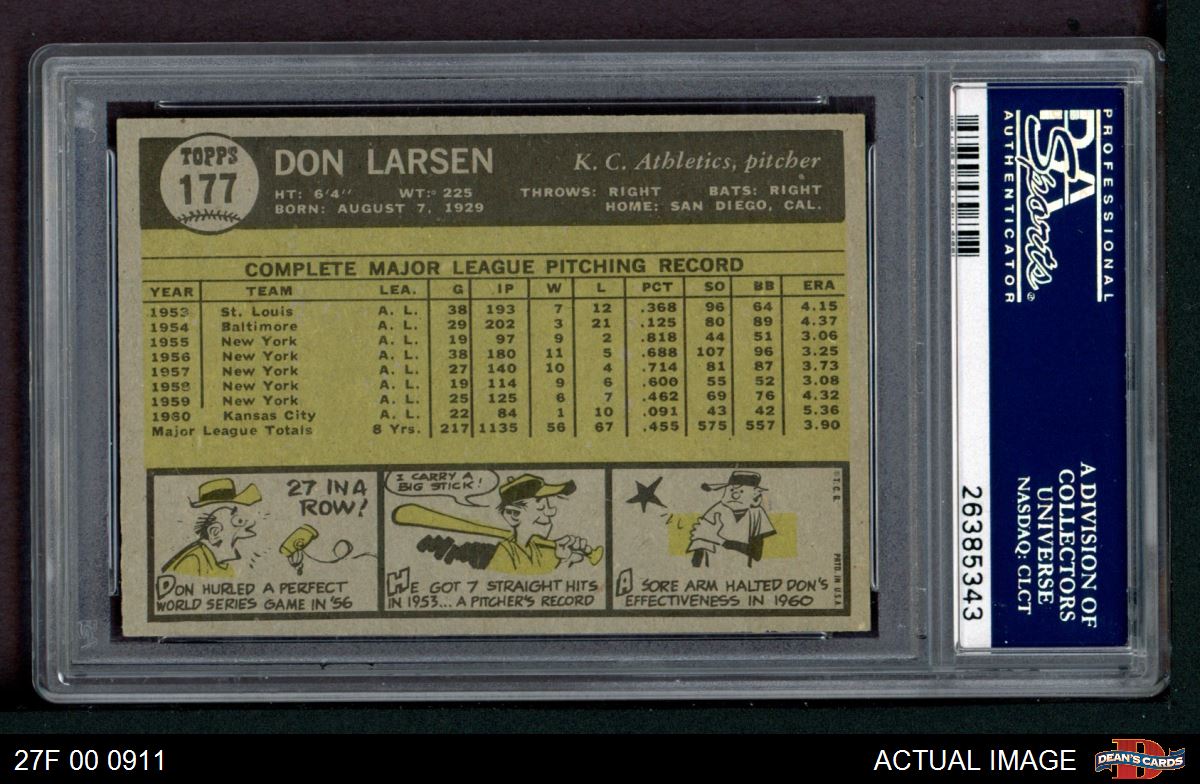 TOPPS
177
DON LARSEN
K. C. Athletics, pitcher
HT: 6'4" WT: 225 THROWS: RIGHT BATS: RIGHT
BORN: AUGUST 7, 1929 HOME: SAN DIEGO, CAL.
COMPLETE MAJOR LEAGUE PITCHING RECORD
YEAR TEAM LEA. G IP W L PCT SO BB ERA
1953 St. Louis A. L. 38 193 7 12 .368 96 64 4.15
1954 Baltimore A. L. 29 202 3 21 .125 80 89 4.37
1955 New York A. L. 19 97 9 2 .818 44 51 3.06
1956 New York A. L. 38 180 11 5 .688 107 96 3.25
1957 New York A. L. 27 140 10 4 .714 81 87 3.73
1958 New York A. L. 19 114 9 6 .600 55 52 3.08
1959 New York A. L. 25 125 6 7 .462 69 76 4.32
1960 Kansas City A. L. 22 84 1 10 .091 43 42 5.36
Major League Totals 8 Yrs. 217 1135 56 67 .455 575 557 3.90
27 IN A
ROW!
DON HURLED A PERFECT
WORLD SERIES GAME IN '56
I CARRY A
BIG STICK!
HE GOT 7 STRAIGHT HITS
IN 1953... A PITCHER'S RECORD
A SORE ARM HALTED DON'S
EFFECTIVENESS IN 1960
© T.C.G.
PRTD. IN U.S.A.
PROFESSIONAL
PSA
Sports®
AUTHENTICATOR
A DIVISION OF
COLLECTORS
UNIVERSE
NASDAQ: CLCT
26385343
27F 00 0911
ACTUAL IMAGE
D
DEAN'S CARDS